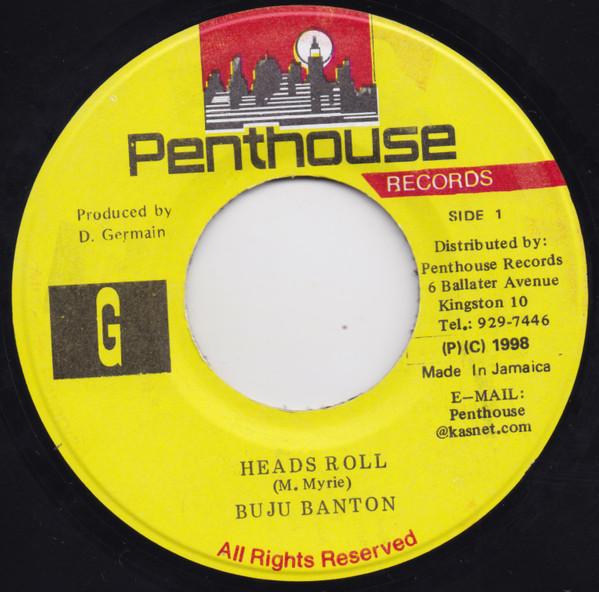 Penthouse
RECORDS
Produced by
D. Germain
G
SIDE 1
Distributed by:
Penthouse Records
6 Ballater Avenue
Kingston 10
Tel.: 929-7446
(P)(C) 1998
Made In Jamaica
E-MAIL:
Penthouse
@kasnet.com
HEADS ROLL
(M. Myrie)
BUJU BANTON
All Rights Reserved